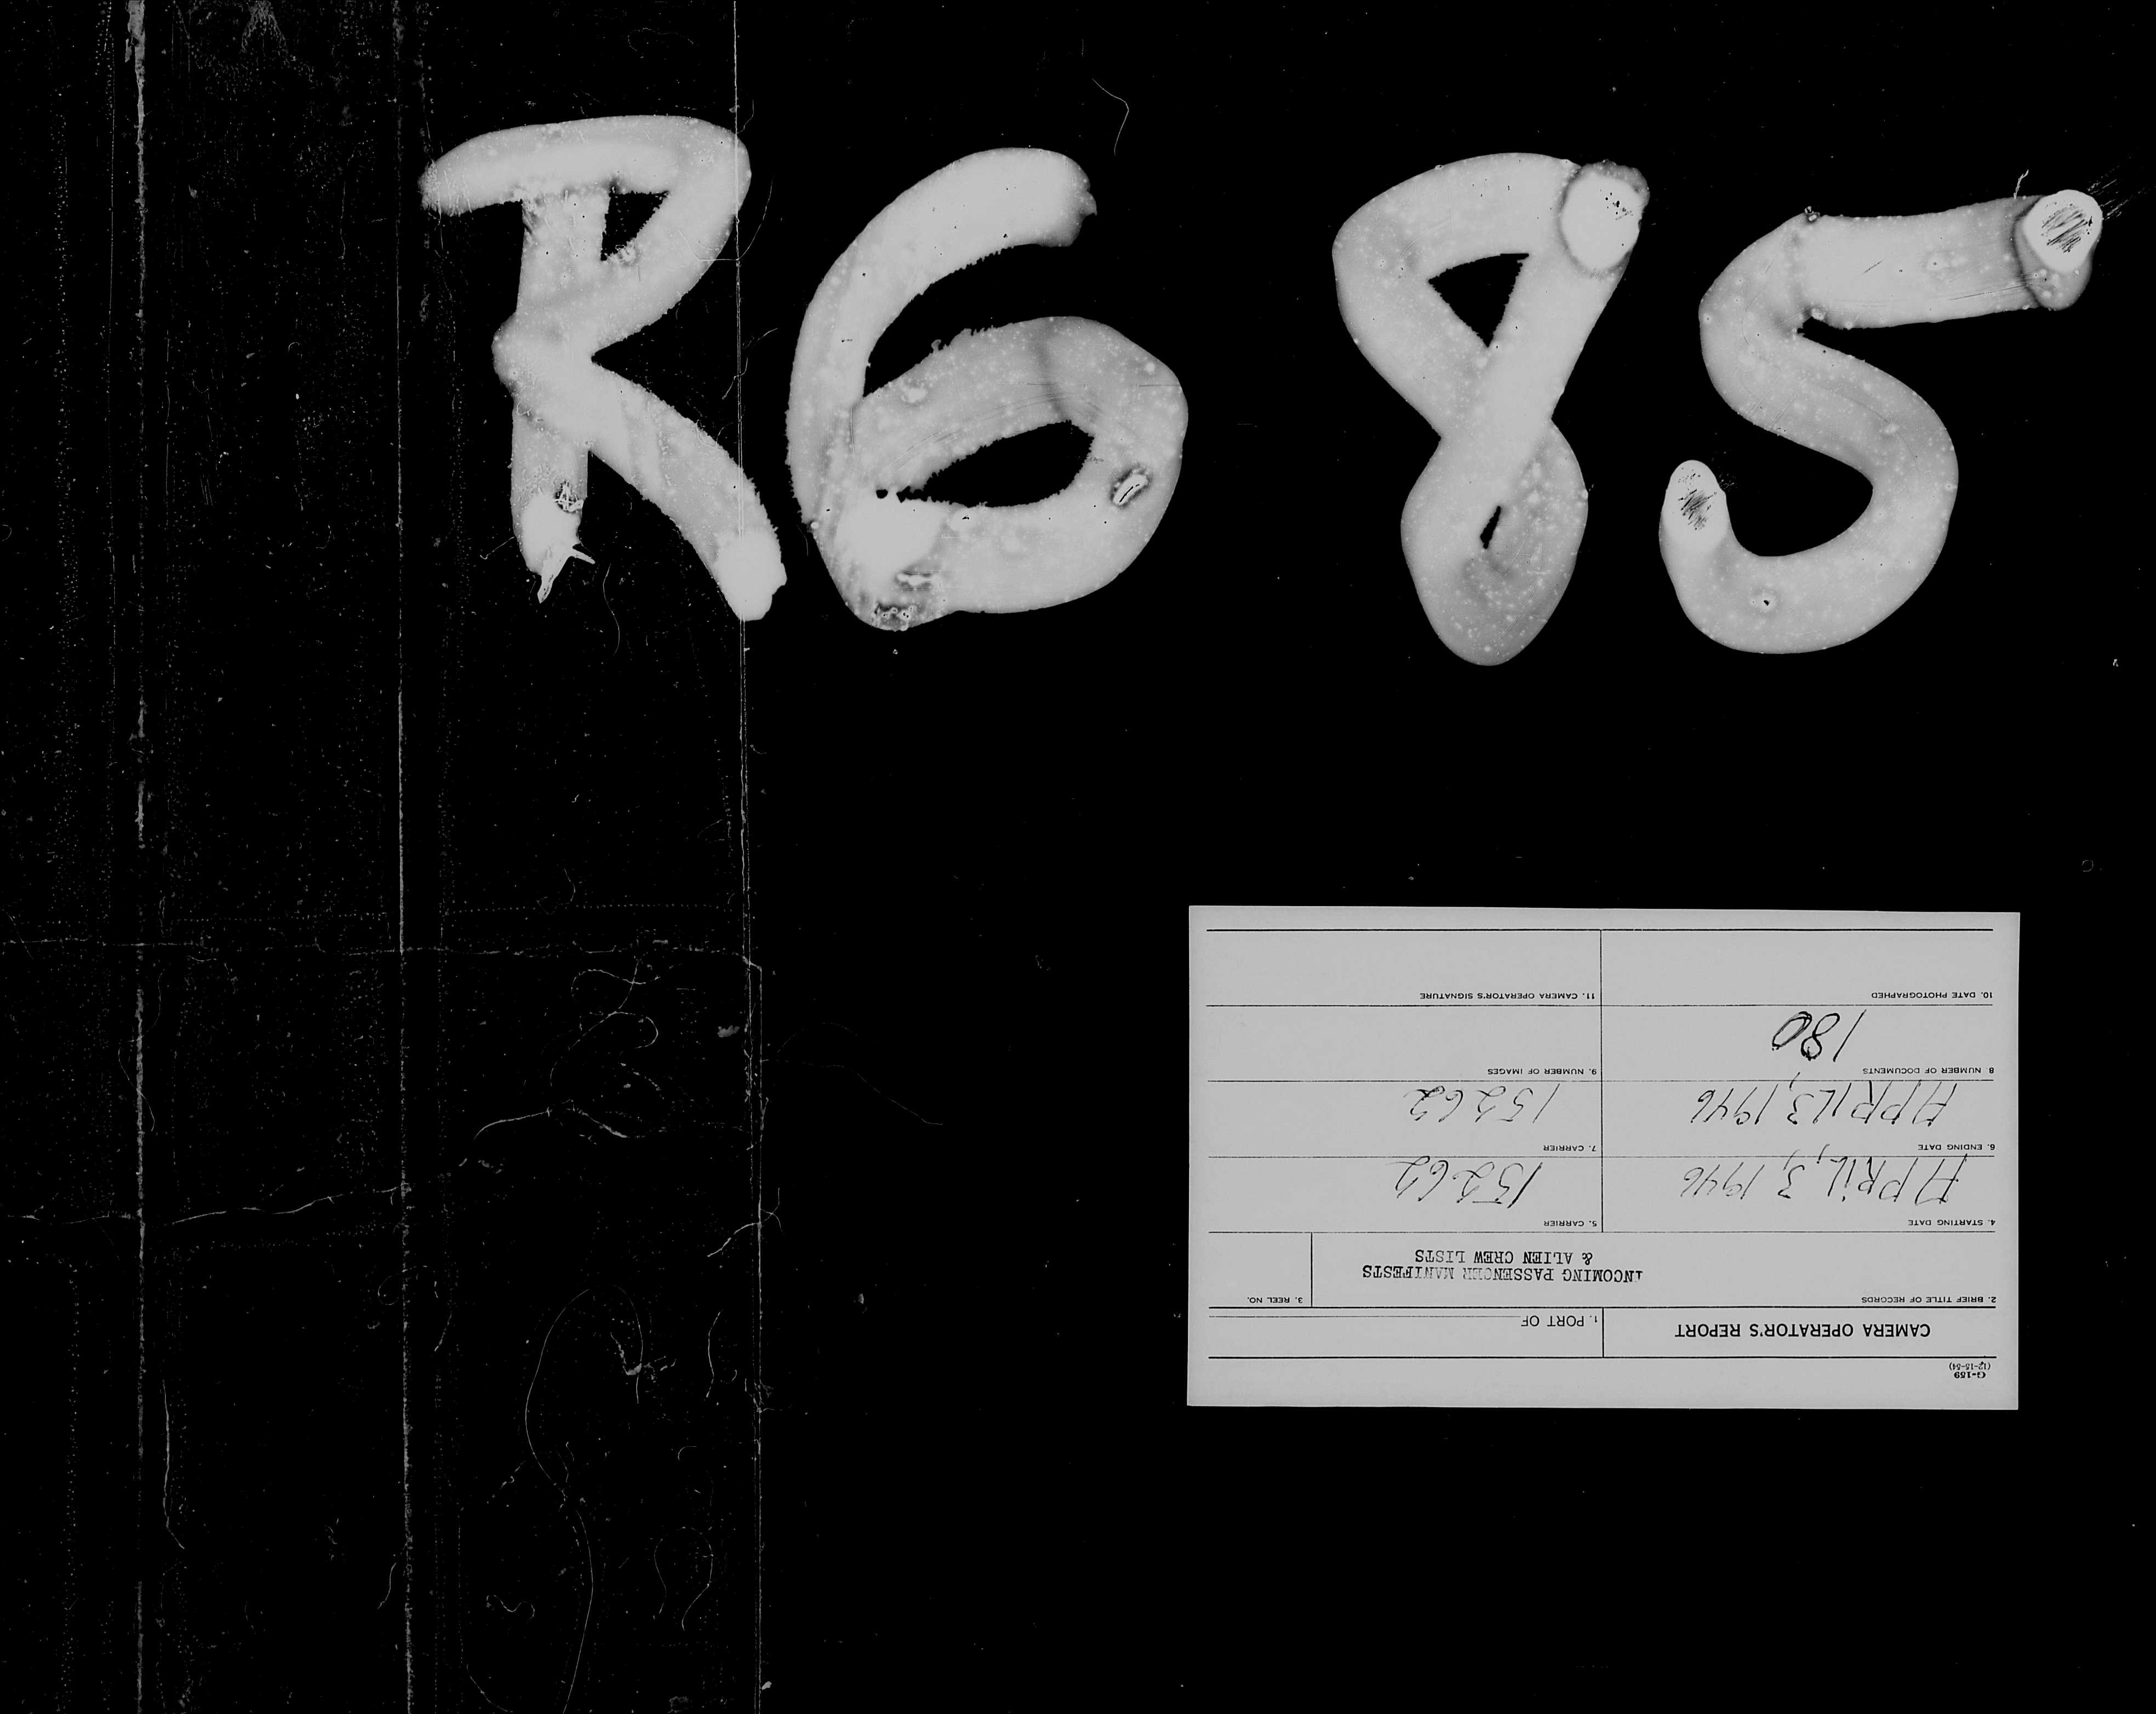 R6 85
G-159
(12-15-54)
CAMERA OPERATOR'S REPORT
1. PORT OF
2. BRIEF TITLE OF RECORDS
INCOMING PASSENGER MANIFESTS
& ALIEN CREW LISTS
3. REEL NO.
4. STARTING DATE
APRIL, 3, 1946
5. CARRIER
15262
6. ENDING DATE
APRIL 3, 1946
7. CARRIER
15262
8 NUMBER OF DOCUMENTS
180
9. NUMBER OF IMAGES
10. DATE PHOTOGRAPHED
11. CAMERA OPERATOR'S SIGNATURE